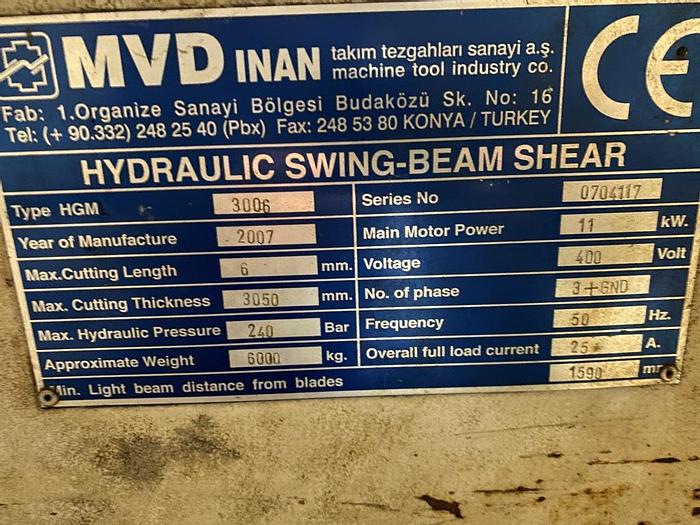 MVD INAN takım tezgahları sanayi a.ş.
machine tool industry co.
CE
Fab: 1.Organize Sanayi Bölgesi Budaközü Sk. No: 16
Tel: (+ 90.332) 248 25 40 (Pbx) Fax: 248 53 80 KONYA / TURKEY
HYDRAULIC SWING-BEAM SHEAR
Type HGM 3006
Year of Manufacture 2007
Max.Cutting Length 6 mm.
Max. Cutting Thickness 3050 mm.
Max. Hydraulic Pressure 240 Bar
Approximate Weight 6000 kg.
Series No 0704117
Main Motor Power 11 kW.
Voltage 400 Volt
No. of phase 3+GND
Frequency 50 Hz.
Overall full load current 25 A.
Min. Light beam distance from blades 1590